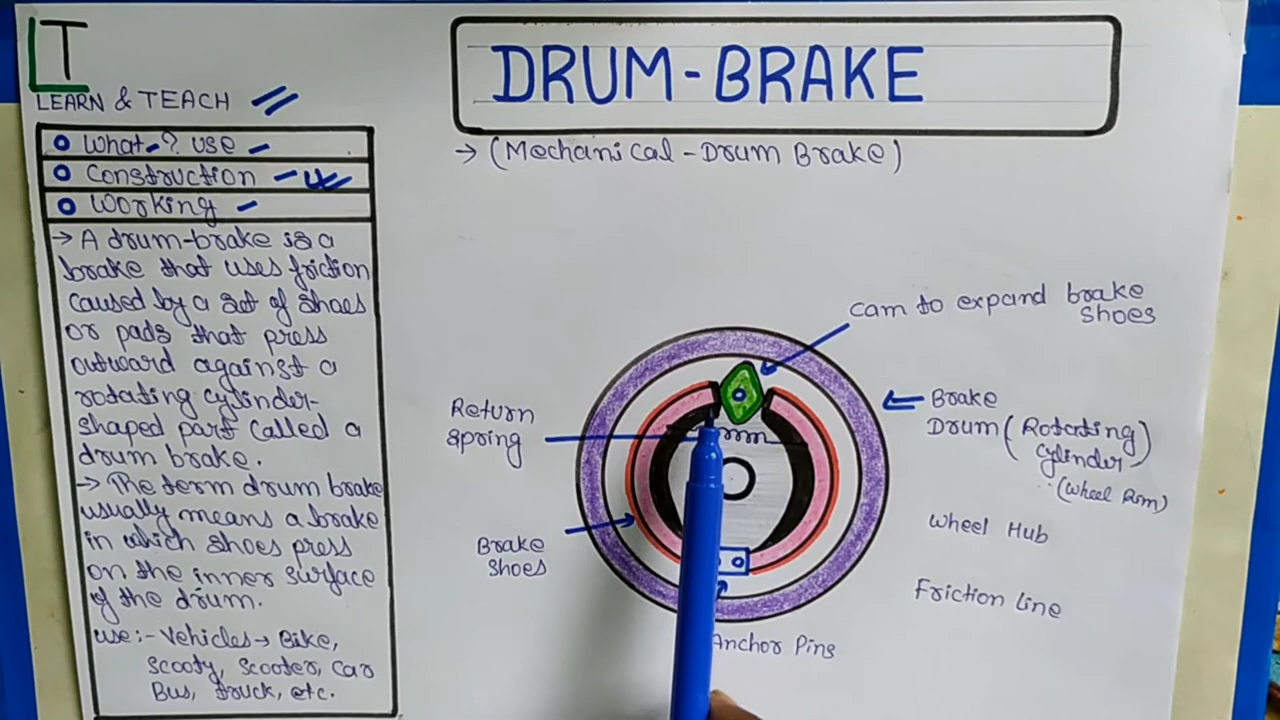 LT
LEARN & TEACH
DRUM-BRAKE
→ (Mechanical-Drum Brake)
What-? use -
Construction -
Working -
→ A drum-brake is a
brake that uses friction
caused by a set of shoes
or pads that press
outward against a
rotating cylinder-
shaped part called a
drum brake.
→ The term drum brake
usually means a brake
in which shoes press
on the inner surface
of the drum.
use:- Vehicles → Bike,
Scooty, Scooter, Car
Bus, truck, etc.
cam to expand brake
shoes
Return
spring
Brake
Drum (Rotating)
cylinder
(Wheel Rim)
Wheel Hub
Brake
shoes
Friction Line
Anchor Pins